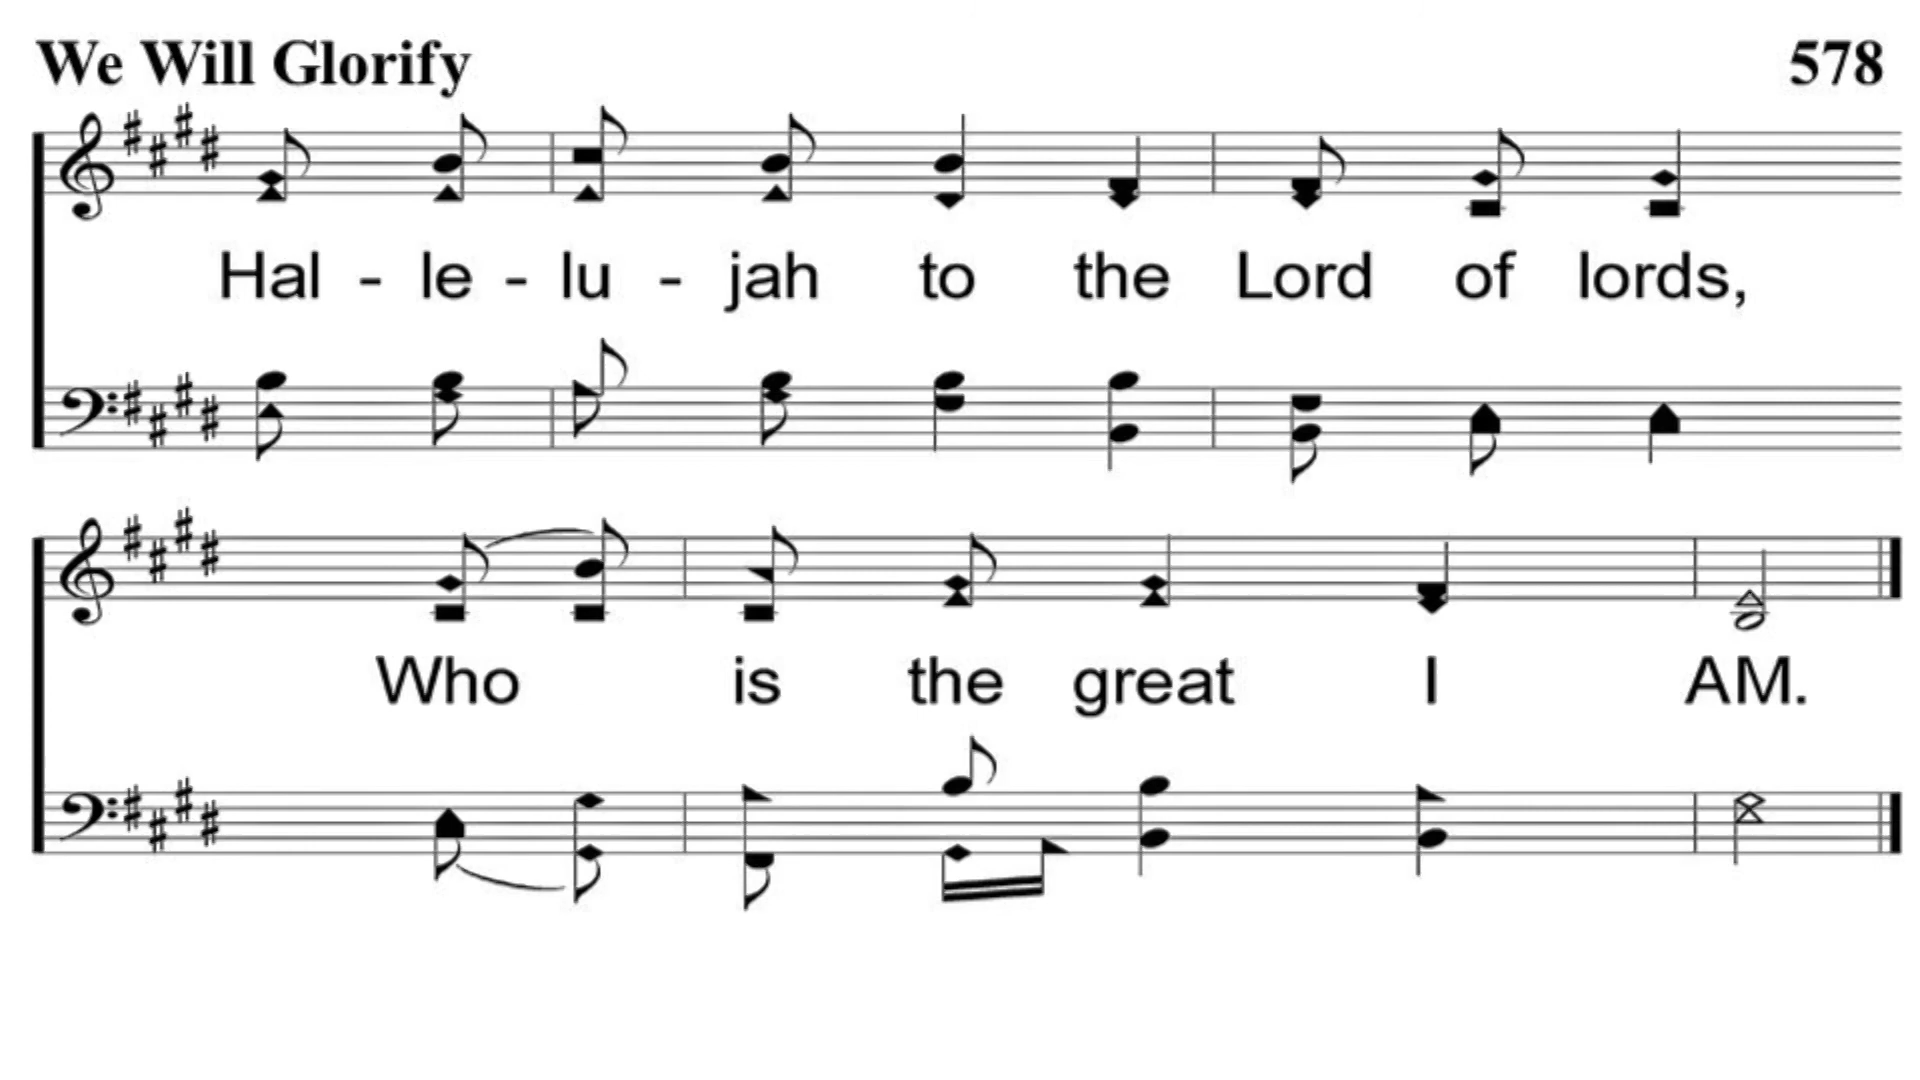 We Will Glorify 578
Hal - le - lu - jah to the Lord of lords,
Who is the great I AM.